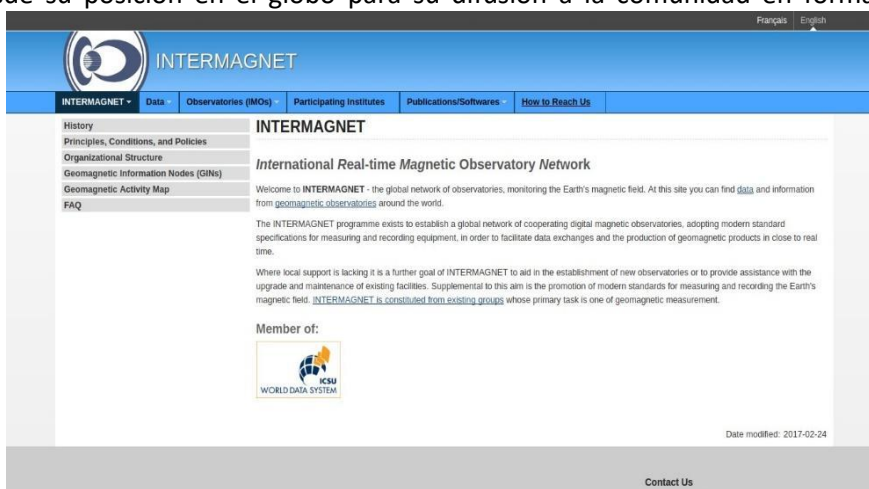 de su posición en el globo para su difusión a la comunidad en forma
Français English
INTERMAGNET
INTERMAGNET Data Observatories (IMOs) Participating Institutes Publications/Softwares How to Reach Us
History
Principles, Conditions, and Policies
Organizational Structure
Geomagnetic Information Nodes (GINs)
Geomagnetic Activity Map
FAQ
INTERMAGNET
International Real-time Magnetic Observatory Network
Welcome to INTERMAGNET - the global network of observatories, monitoring the Earth's magnetic field. At this site you can find data and information
from geomagnetic observatories around the world.
The INTERMAGNET programme exists to establish a global network of cooperating digital magnetic observatories, adopting modern standard
specifications for measuring and recording equipment, in order to facilitate data exchanges and the production of geomagnetic products in close to real
time.
Where local support is lacking it is a further goal of INTERMAGNET to aid in the establishment of new observatories or to provide assistance with the
upgrade and maintenance of existing facilities. Supplemental to this aim is the promotion of modern standards for measuring and recording the Earth's
magnetic field. INTERMAGNET is constituted from existing groups whose primary task is one of geomagnetic measurement.
Member of:
ICSU
WORLD DATA SYSTEM
Date modified: 2017-02-24
Contact Us